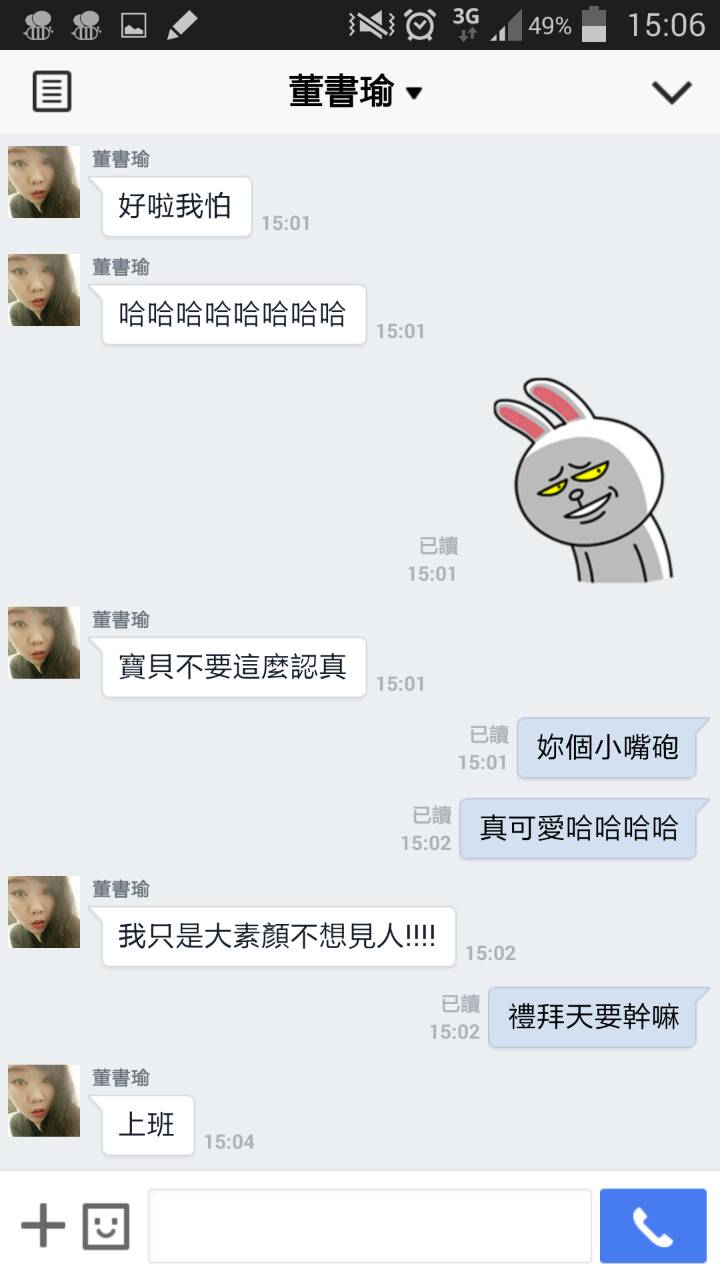 3G
49%
15:06
董書瑜
董書瑜
好啦我怕
15:01
董書瑜
哈哈哈哈哈哈哈哈
15:01
已讀
15:01
董書瑜
寶貝不要這麼認真
15:01
已讀
15:01
妳個小嘴砲
已讀
15:02
真可愛哈哈哈哈
董書瑜
我只是大素顏不想見人!!!!
15:02
已讀
15:02
禮拜天要幹嘛
董書瑜
上班
15:04